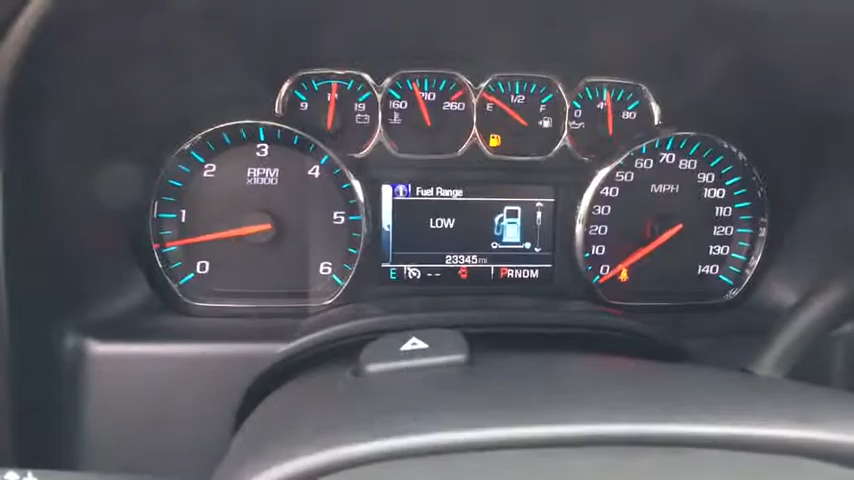 9 19
160 210 260
E 1/2 F
0 4 80
0 1 2 3 4 5 6
RPM
x1000
Fuel Range
LOW
23345 mi
E -- PRNDM
MPH
0 10 20 30 40 50 60 70 80 90 100 110 120 130 140